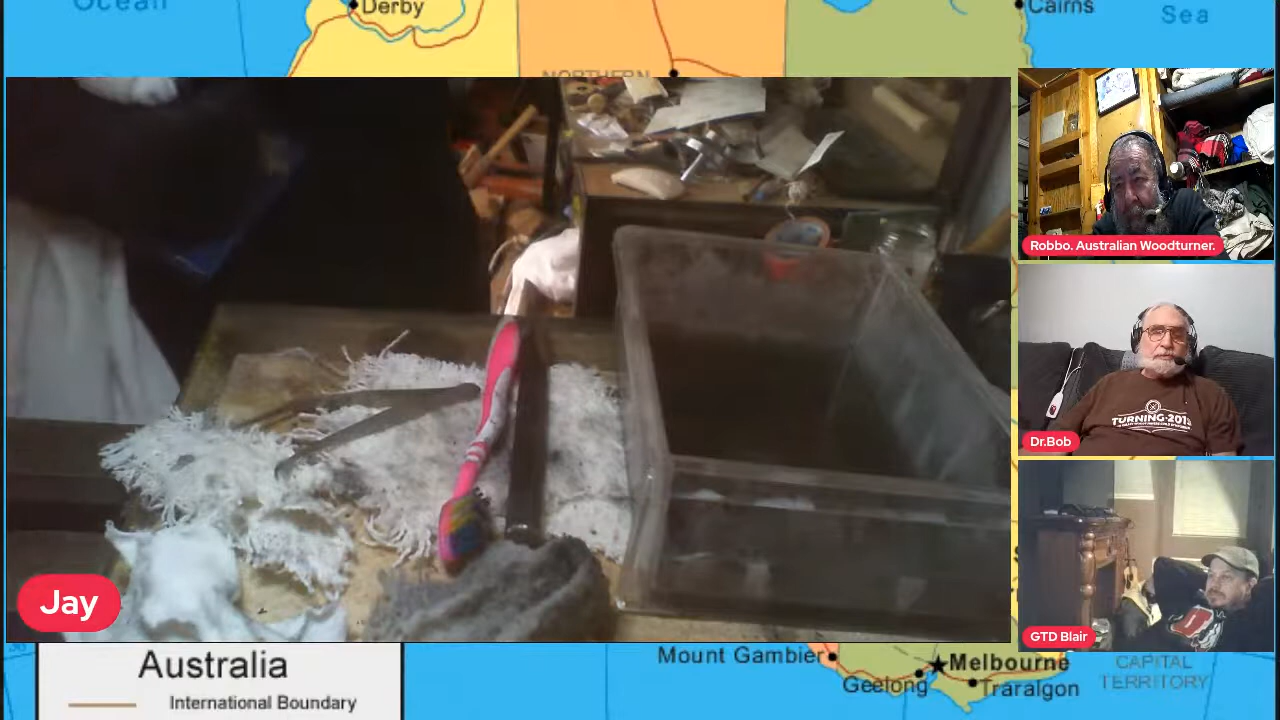 Ocean
Derby
Cairns
Sea
NORTHERN
Robbo. Australian Woodturner.
TURNING·2019
Dr.Bob
GTD Blair
Jay
Australia
International Boundary
Mount Gambier
Geelong
Melbourne
Traralgon
CAPITAL
TERRITORY